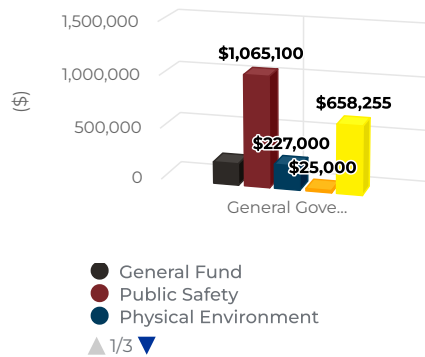 1,500,000
$1,065,100
1,000,000
$658,255
($)
500,000
$227,000
$25,000
0
General Gove...
General Fund
Public Safety
Physical Environment
1/3